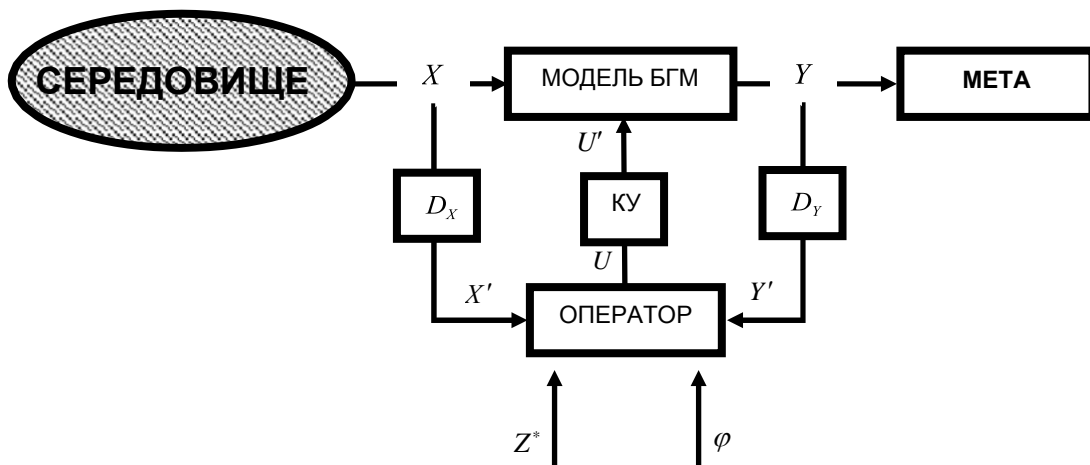 СЕРЕДОВИЩЕ
X
МОДЕЛЬ БГМ
Y
МЕТА
U'
D_X
КУ
D_Y
U
X'
ОПЕРАТОР
Y'
Z*
φ